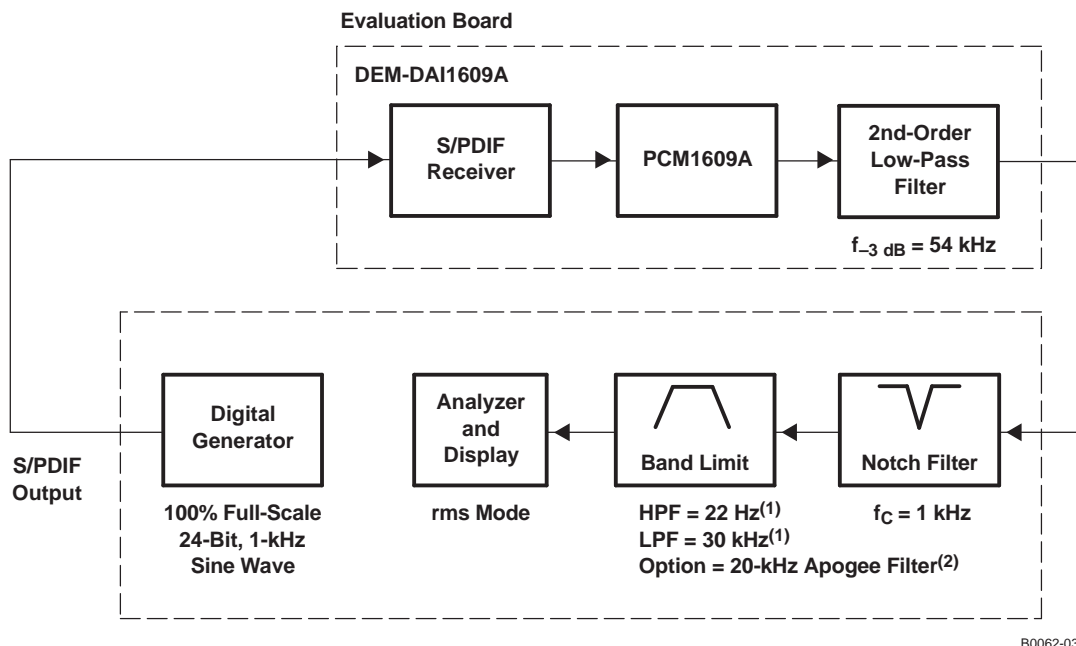 Evaluation Board
DEM-DAI1609A
S/PDIF
Receiver
PCM1609A
2nd-Order
Low-Pass
Filter
f–3 dB = 54 kHz
Digital
Generator
Analyzer
and
Display
Band Limit
Notch Filter
S/PDIF
Output
100% Full-Scale
24-Bit, 1-kHz
Sine Wave
rms Mode
HPF = 22 Hz(1)
LPF = 30 kHz(1)
Option = 20-kHz Apogee Filter(2)
fC = 1 kHz
B0062-03